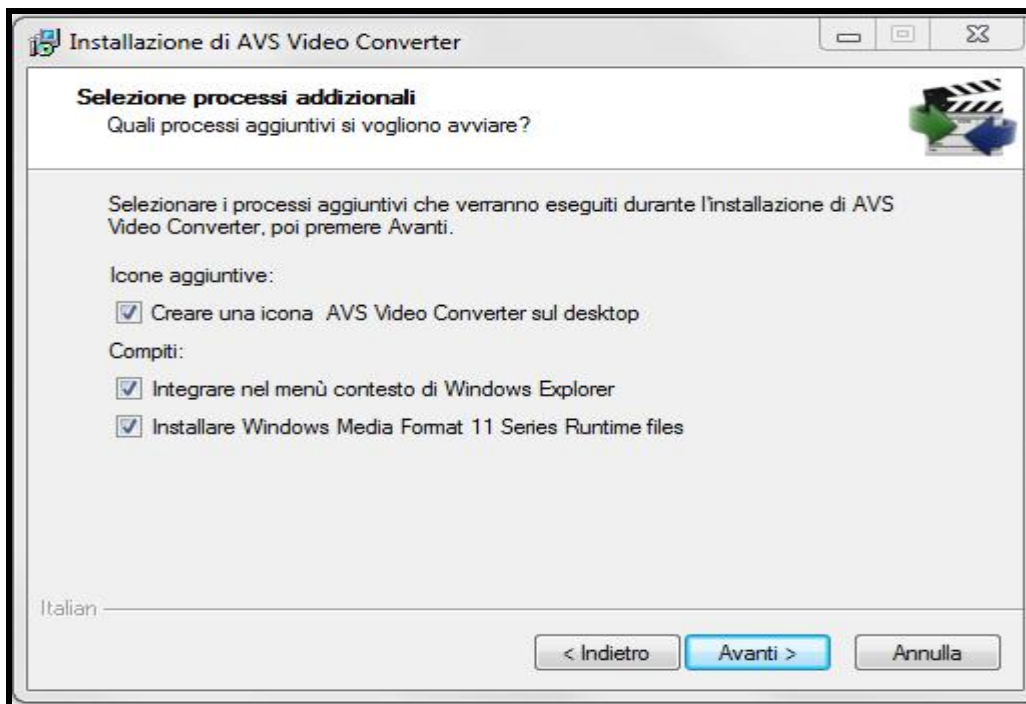 Installazione di AVS Video Converter
Selezione processi addizionali
Quali processi aggiuntivi si vogliono avviare?
Selezionare i processi aggiuntivi che verranno eseguiti durante l'installazione di AVS
Video Converter, poi premere Avanti.
Icone aggiuntive:
Creare una icona  AVS Video Converter sul desktop
Compiti:
Integrare nel menù contesto di Windows Explorer
Installare Windows Media Format 11 Series Runtime files
Italian
< Indietro Avanti > Annulla